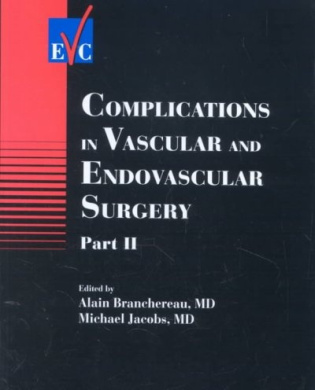 EVC
COMPLICATIONS
IN VASCULAR AND
ENDOVASCULAR
SURGERY
Part II
Edited by
Alain Branchereau, MD
Michael Jacobs, MD